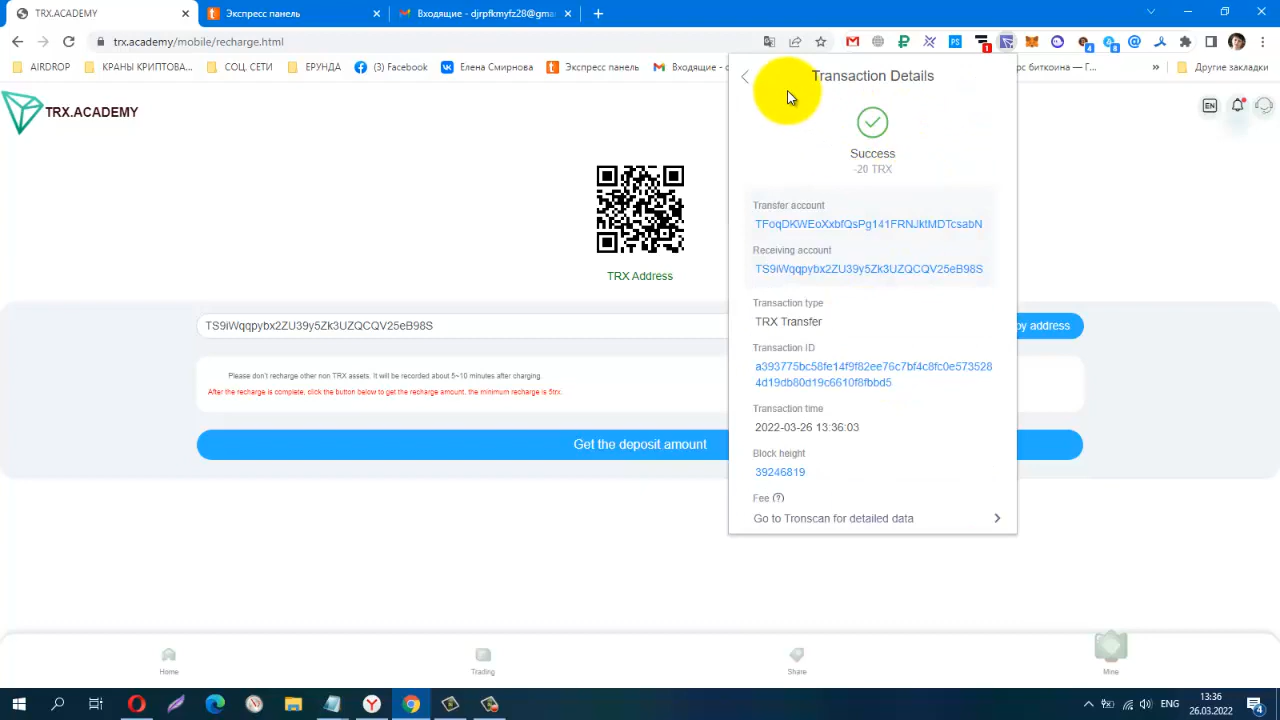 TRX.ACADEMY
Экспресс панель
Входящие - djrpfkmyfz28@gma
trx.academy/mobile/recharge.html
AIRDROP
КРАНЫ КРИПТОВА...
СОЦ. СЕТИ
ЕРУНДА
(3) Facebook
Елена Смирнова
Экспресс панель
Входящие -
рс биткоина — Г...
»
Другие закладки
TRX.ACADEMY
EN
TRX Address
TS9iWqqpybx2ZU39y5Zk3UZQCQV25eB98S
py address
Please don't recharge other non TRX assets. It will be recorded about 5~10 minutes after charging.
After the recharge is complete, click the button below to get the recharge amount, the minimum recharge is 5trx.
Get the deposit amount
Transaction Details
Success
-20 TRX
Transfer account
TFoqDKWEoXxbfQsPg141FRNJktMDTcsabN
Receiving account
TS9iWqqpybx2ZU39y5Zk3UZQCQV25eB98S
Transaction type
TRX Transfer
Transaction ID
a393775bc58fe14f9f82ee76c7bf4c8fc0e573528
4d19db80d19c6610f8fbbd5
Transaction time
2022-03-26 13:36:03
Block height
39246819
Fee
Go to Tronscan for detailed data
Home
Trading
Share
Mine
ENG
13:36
26.03.2022